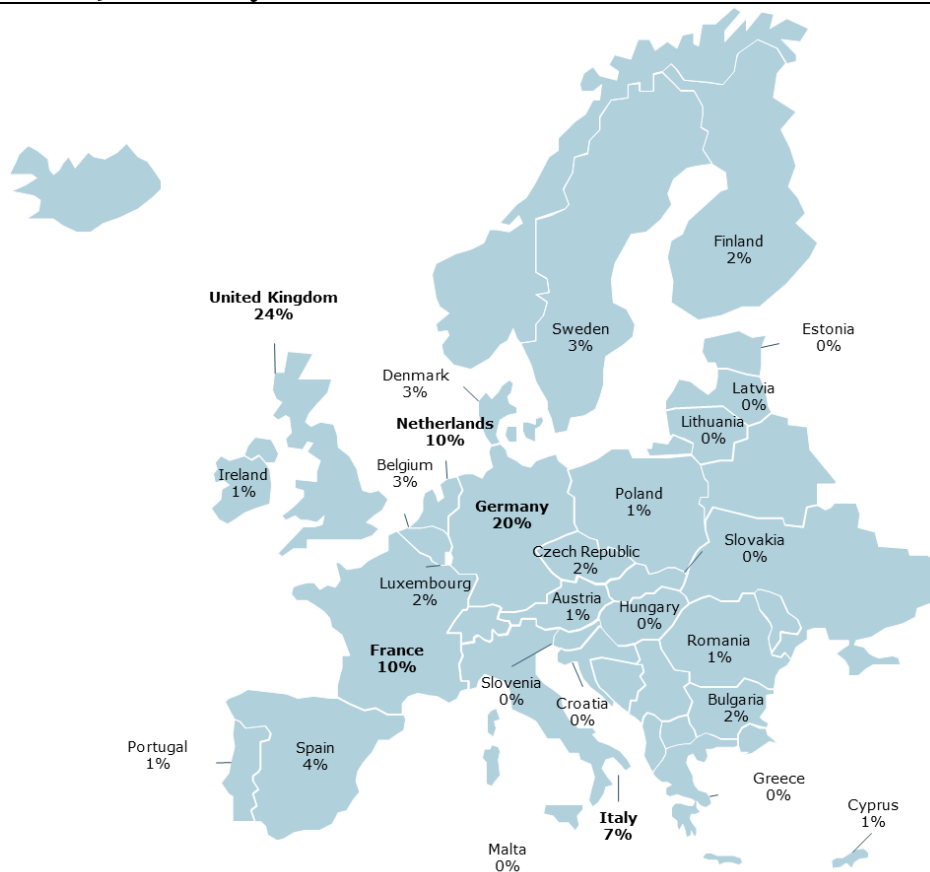 Finland
2%
United Kingdom
24%
Sweden
3%
Estonia
0%
Denmark
3%
Latvia
0%
Netherlands
10%
Lithuania
0%
Belgium
3%
Ireland
1%
Germany
20%
Poland
1%
Slovakia
0%
Czech Republic
2%
Luxembourg
2%
Austria
1%
Hungary
0%
France
10%
Romania
1%
Slovenia
0%
Croatia
0%
Bulgaria
2%
Portugal
1%
Spain
4%
Greece
0%
Italy
7%
Cyprus
1%
Malta
0%